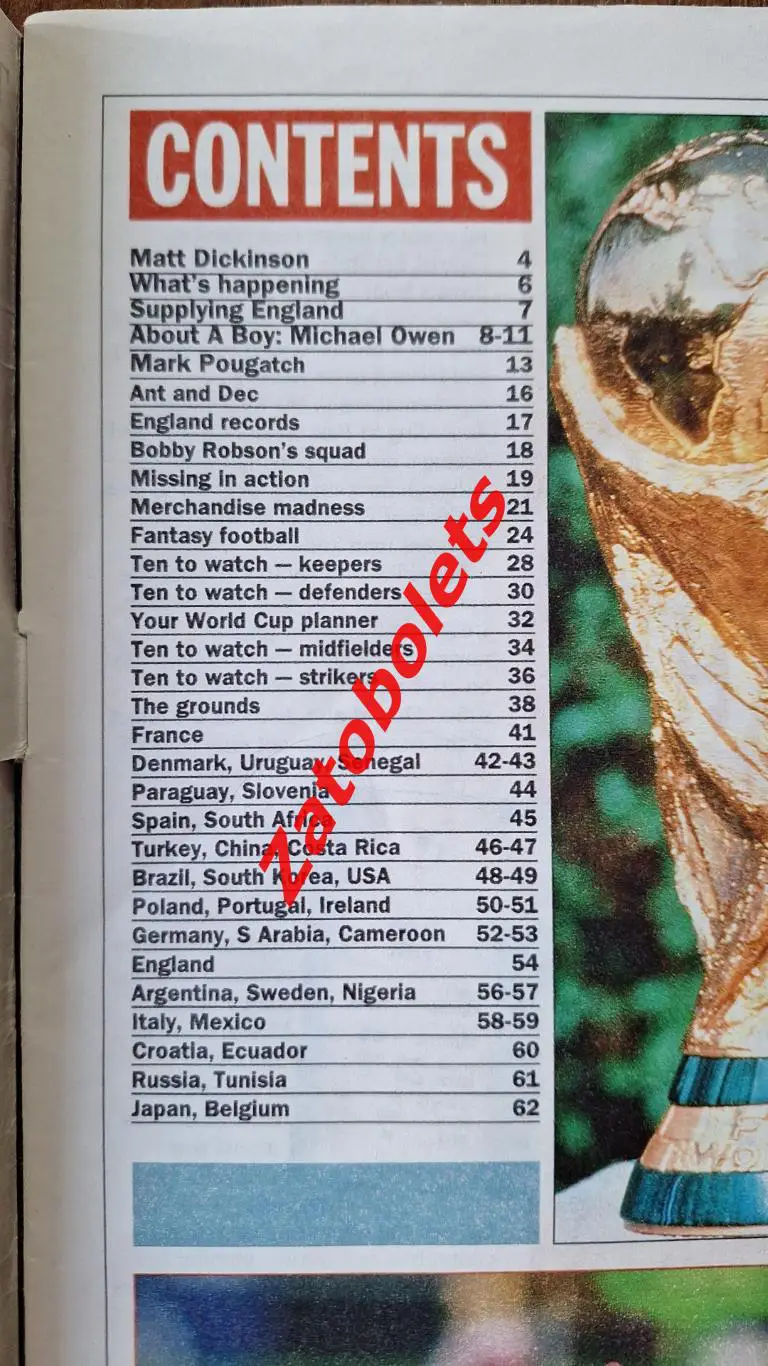 CONTENTS
Matt Dickinson 4
What's happening 6
Supplying England 7
About A Boy: Michael Owen 8-11
Mark Pougatch 13
Ant and Dec 16
England records 17
Bobby Robson's squad 18
Missing in action 19
Merchandise madness 21
Fantasy football 24
Ten to watch – keepers 28
Ten to watch – defenders 30
Your World Cup planner 32
Ten to watch – midfielders 34
Ten to watch – strikers 36
The grounds 38
France 41
Denmark, Uruguay, Senegal 42-43
Paraguay, Slovenia 44
Spain, South Africa 45
Turkey, China, Costa Rica 46-47
Brazil, South Korea, USA 48-49
Poland, Portugal, Ireland 50-51
Germany, S Arabia, Cameroon 52-53
England 54
Argentina, Sweden, Nigeria 56-57
Italy, Mexico 58-59
Croatia, Ecuador 60
Russia, Tunisia 61
Japan, Belgium 62
Zatobolets